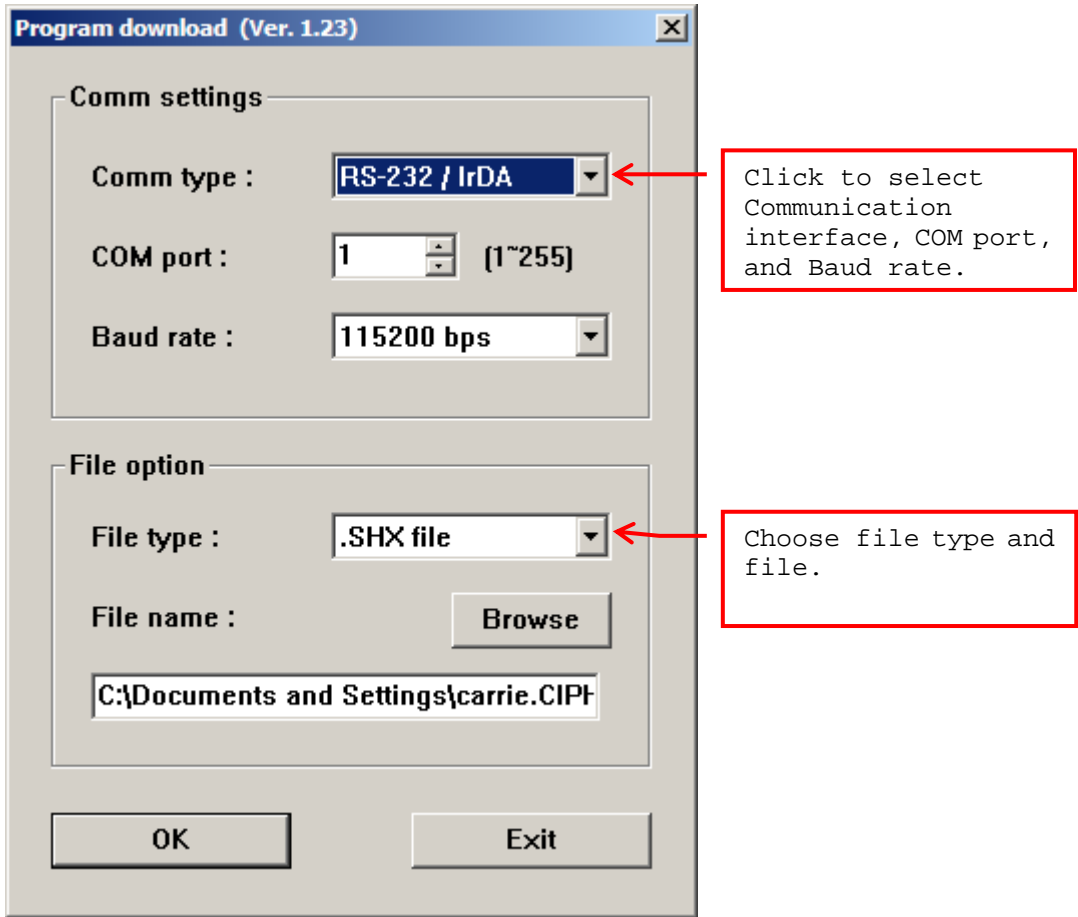 Program download (Ver. 1.23)
Comm settings
Comm type :
RS-232 / IrDA
COM port :
1
(1~255)
Baud rate :
115200 bps
Click to select
Communication
interface, COM port,
and Baud rate.
File option
File type :
.SHX file
File name :
Browse
C:\Documents and Settings\carrie.CIPH
Choose file type and
file.
OK
Exit